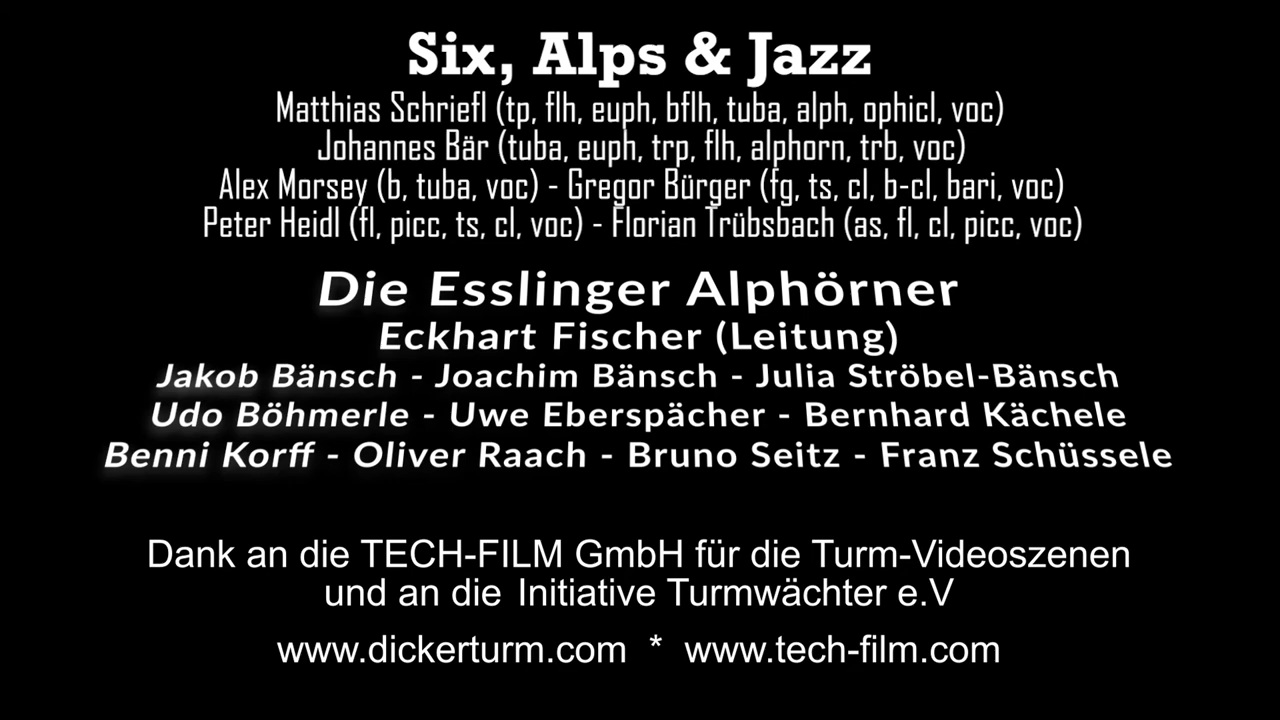 Six, Alps & Jazz
Matthias Schriefl (tp, flh, euph, bflh, tuba, alph, ophicl, voc)
Johannes Bär (tuba, euph, trp, flh, alphorn, trb, voc)
Alex Morsey (b, tuba, voc) - Gregor Bürger (fg, ts, cl, b-cl, bari, voc)
Peter Heidl (fl, picc, ts, cl, voc) - Florian Trübsbach (as, fl, cl, picc, voc)
Die Esslinger Alphörner
Eckhart Fischer (Leitung)
Jakob Bänsch - Joachim Bänsch - Julia Ströbel-Bänsch
Udo Böhmerle - Uwe Eberspächer - Bernhard Kächele
Benni Korff - Oliver Raach - Bruno Seitz - Franz Schüssele
Dank an die TECH-FILM GmbH für die Turm-Videoszenen
und an die Initiative Turmwächter e.V
www.dickerturm.com * www.tech-film.com